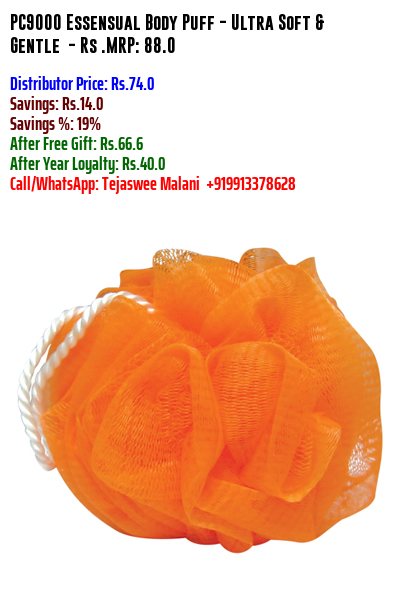 PC9000 Essensual Body Puff - Ultra Soft &
Gentle - Rs .MRP: 88.0
Distributor Price: Rs.74.0
Savings: Rs.14.0
Savings %: 19%
After Free Gift: Rs.66.6
After Year Loyalty: Rs.40.0
Call/WhatsApp: Tejaswee Malani +919913378628